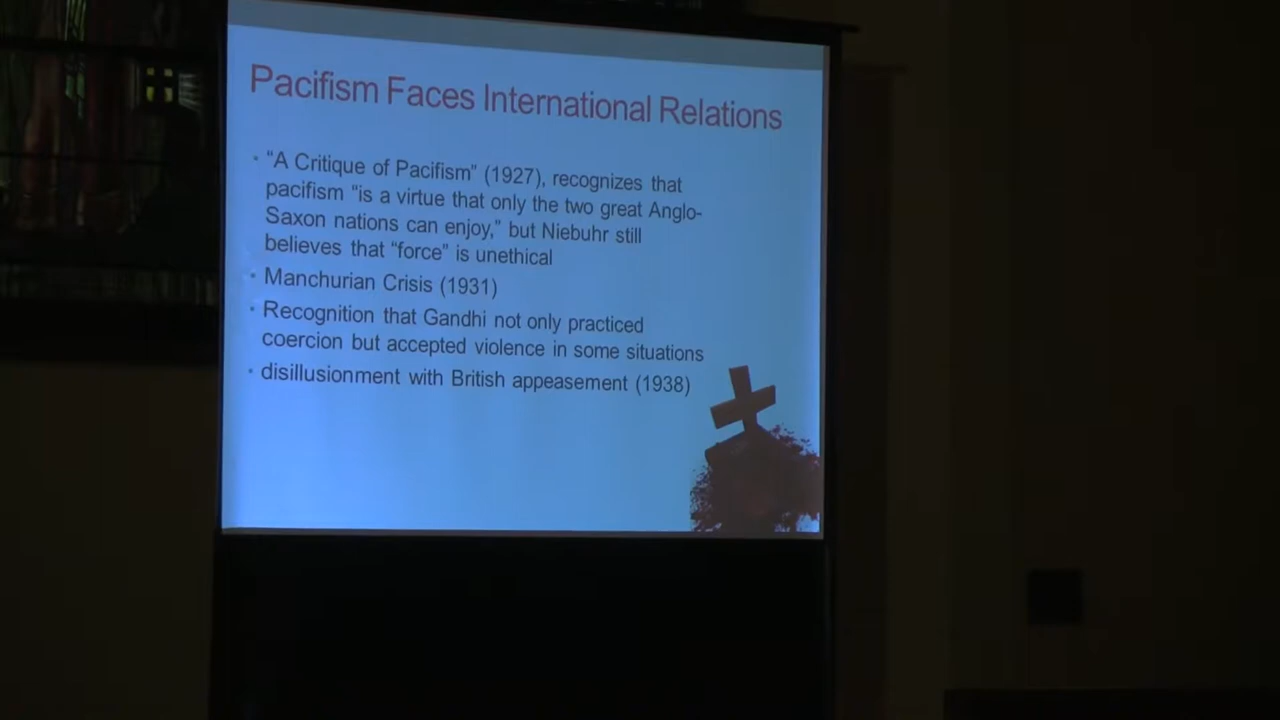 Pacifism Faces International Relations
• "A Critique of Pacifism" (1927), recognizes that
pacifism "is a virtue that only the two great Anglo-
Saxon nations can enjoy," but Niebuhr still
believes that "force" is unethical
• Manchurian Crisis (1931)
• Recognition that Gandhi not only practiced
coercion but accepted violence in some situations
• disillusionment with British appeasement (1938)